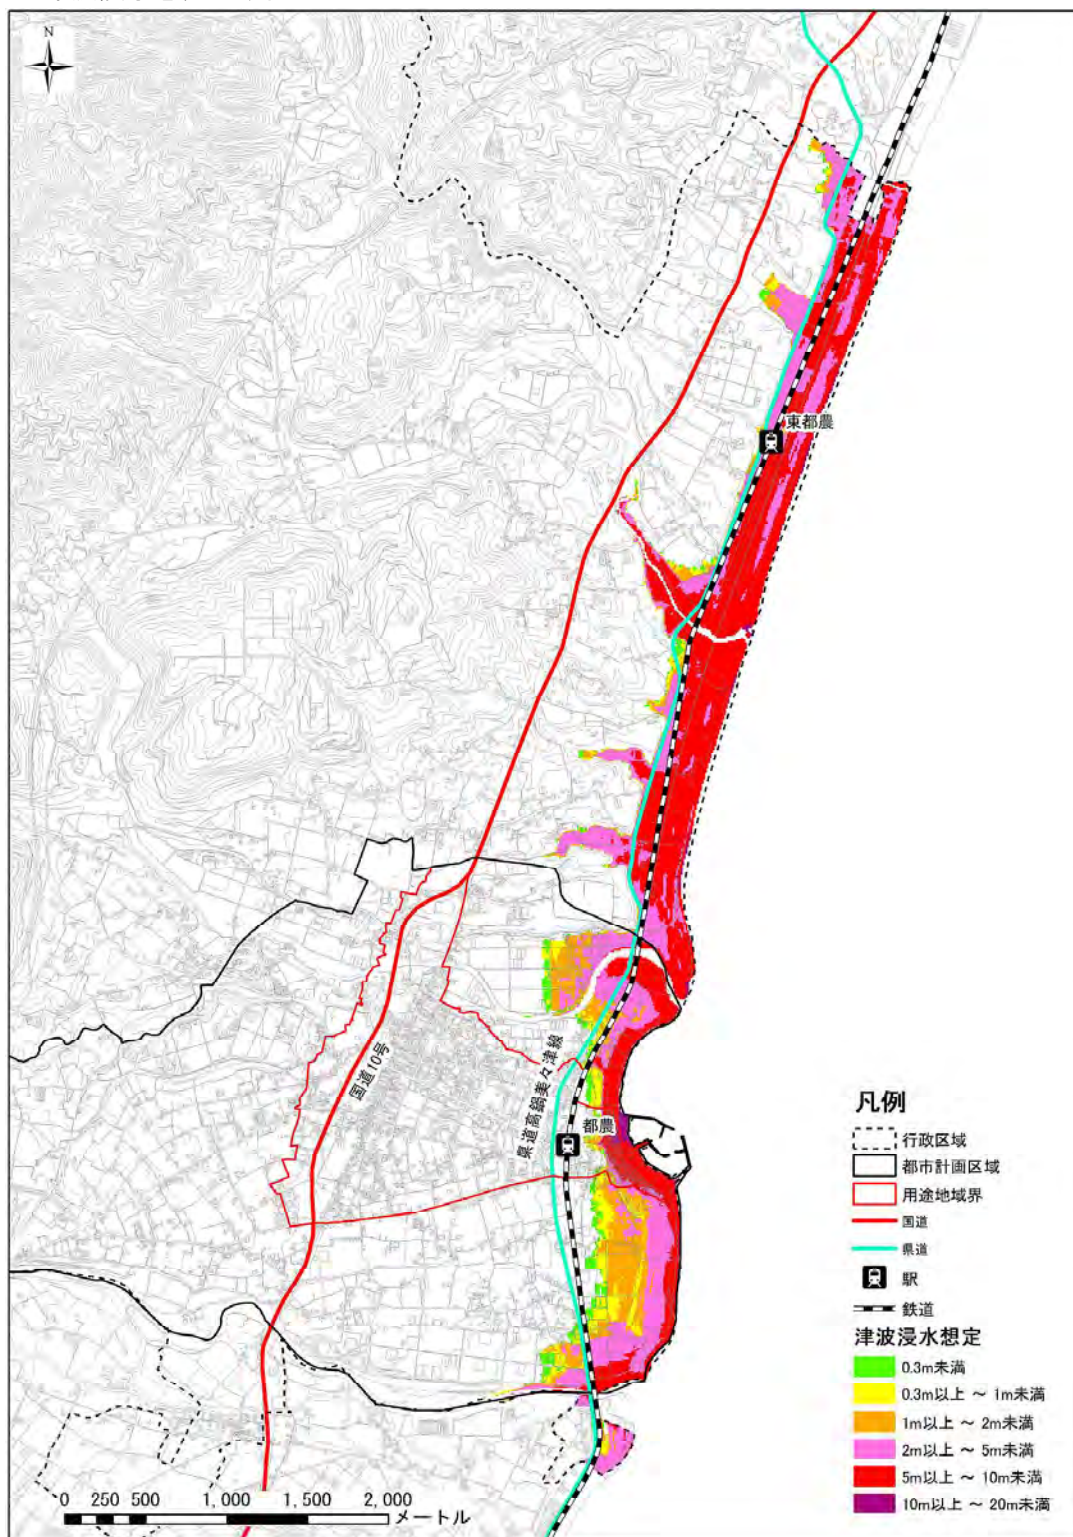 N
東都農
国道10号
県道高鍋美々津線
都農
凡例
行政区域
都市計画区域
用途地域界
国道
県道
駅
鉄道
津波浸水想定
0.3m未満
0.3m以上 ～ 1m未満
1m以上 ～ 2m未満
2m以上 ～ 5m未満
5m以上 ～ 10m未満
10m以上 ～ 20m未満
0 250 500 1,000 1,500 2,000
メートル